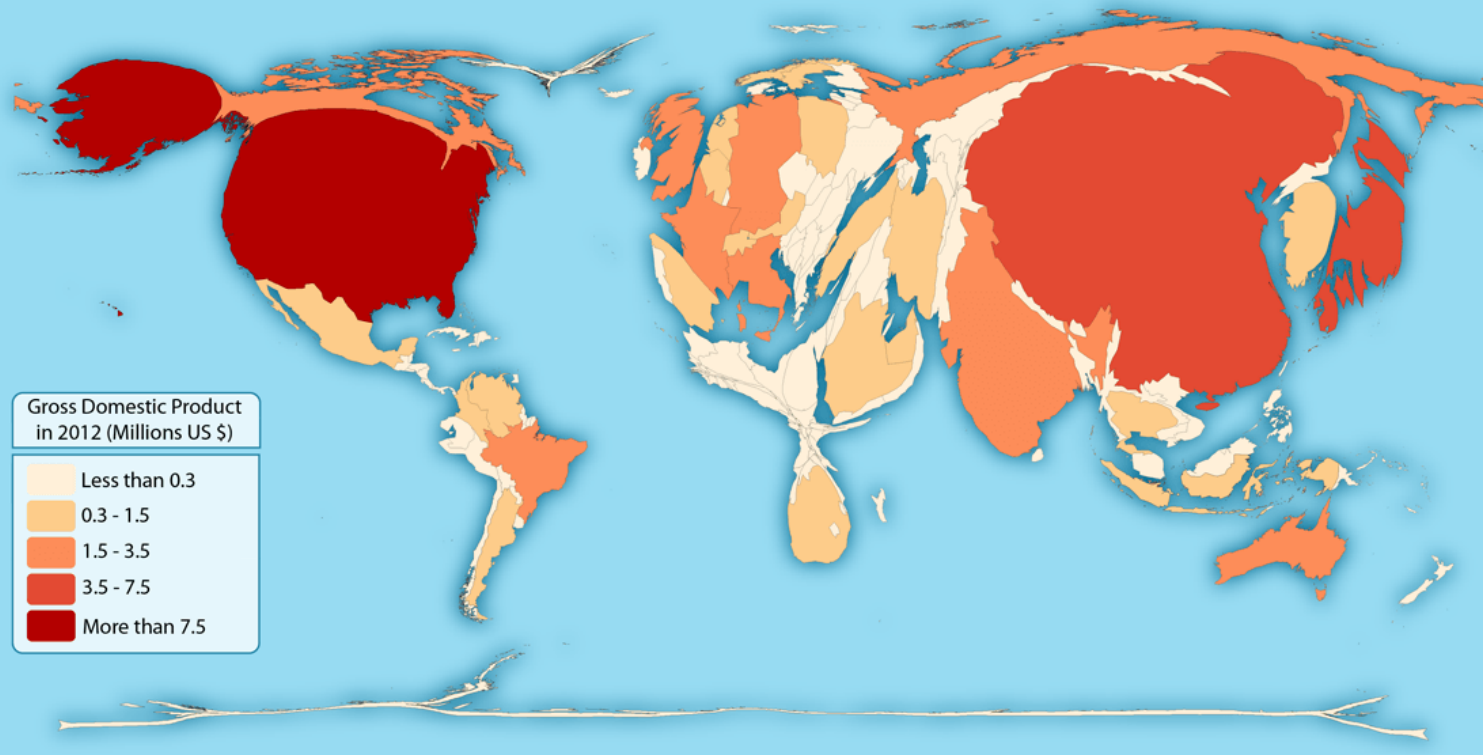 Gross Domestic Product
in 2012 (Millions US $)
Less than 0.3
0.3 - 1.5
1.5 - 3.5
3.5 - 7.5
More than 7.5